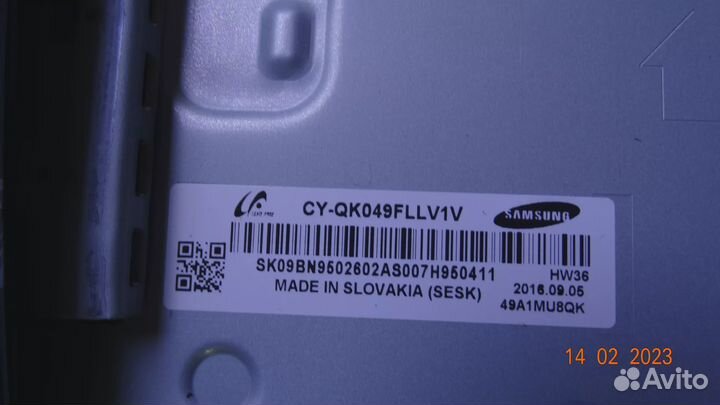 CY-QK049FLLV1V
SAMSUNG
SK09BN9502602AS007H950411
HW36
MADE IN SLOVAKIA (SESK)
2016.09.05
49A1MU8QK
14 02 2023
Avito